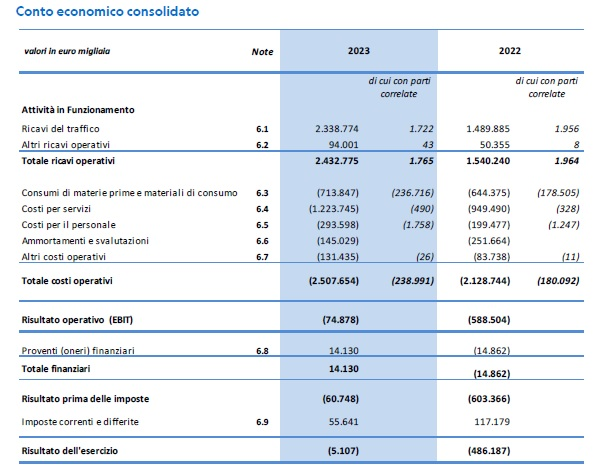 Conto economico consolidato
valori in euro migliaia Note 2023 2022
di cui con parti correlate di cui con parti correlate
Attività in Funzionamento
Ricavi del traffico 6.1 2.338.774 1.722 1.489.885 1.956
Altri ricavi operativi 6.2 94.001 43 50.355 8
Totale ricavi operativi 2.432.775 1.765 1.540.240 1.964
Consumi di materie prime e materiali di consumo 6.3 (713.847) (236.716) (644.375) (178.505)
Costi per servizi 6.4 (1.223.745) (490) (949.490) (328)
Costi per il personale 6.5 (293.598) (1.758) (199.477) (1.247)
Ammortamenti e svalutazioni 6.6 (145.029) (251.664)
Altri costi operativi 6.7 (131.435) (26) (83.738) (11)
Totale costi operativi (2.507.654) (238.991) (2.128.744) (180.092)
Risultato operativo (EBIT) (74.878) (588.504)
Proventi (oneri) finanziari 6.8 14.130 (14.862)
Totale finanziari 14.130 (14.862)
Risultato prima delle imposte (60.748) (603.366)
Imposte correnti e differite 6.9 55.641 117.179
Risultato dell'esercizio (5.107) (486.187)